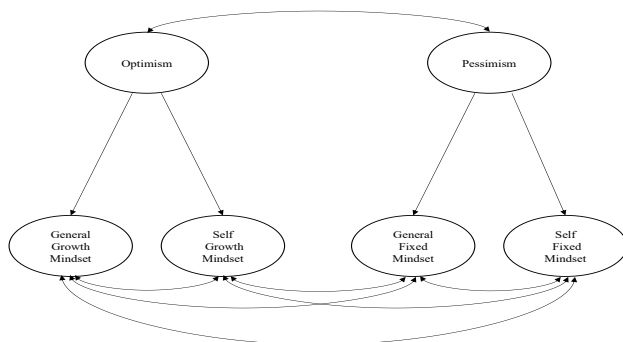 Optimism
Pessimism
General
Growth
Mindset
Self
Growth
Mindset
General
Fixed
Mindset
Self
Fixed
Mindset